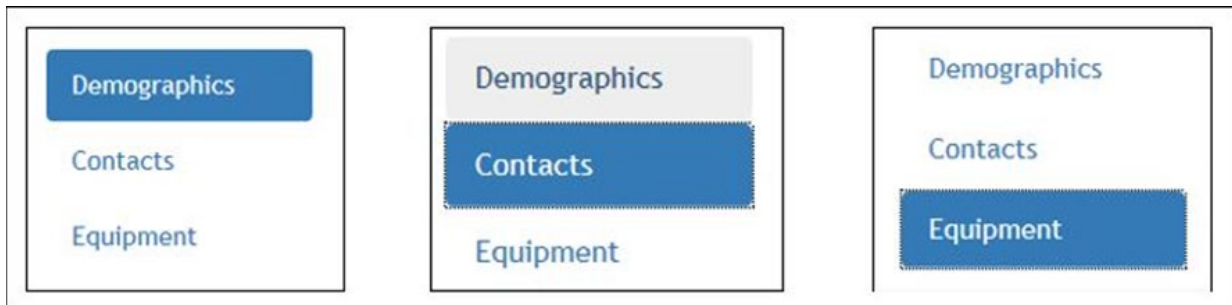 Demographics
Contacts
Equipment
Demographics
Contacts
Equipment
Demographics
Contacts
Equipment